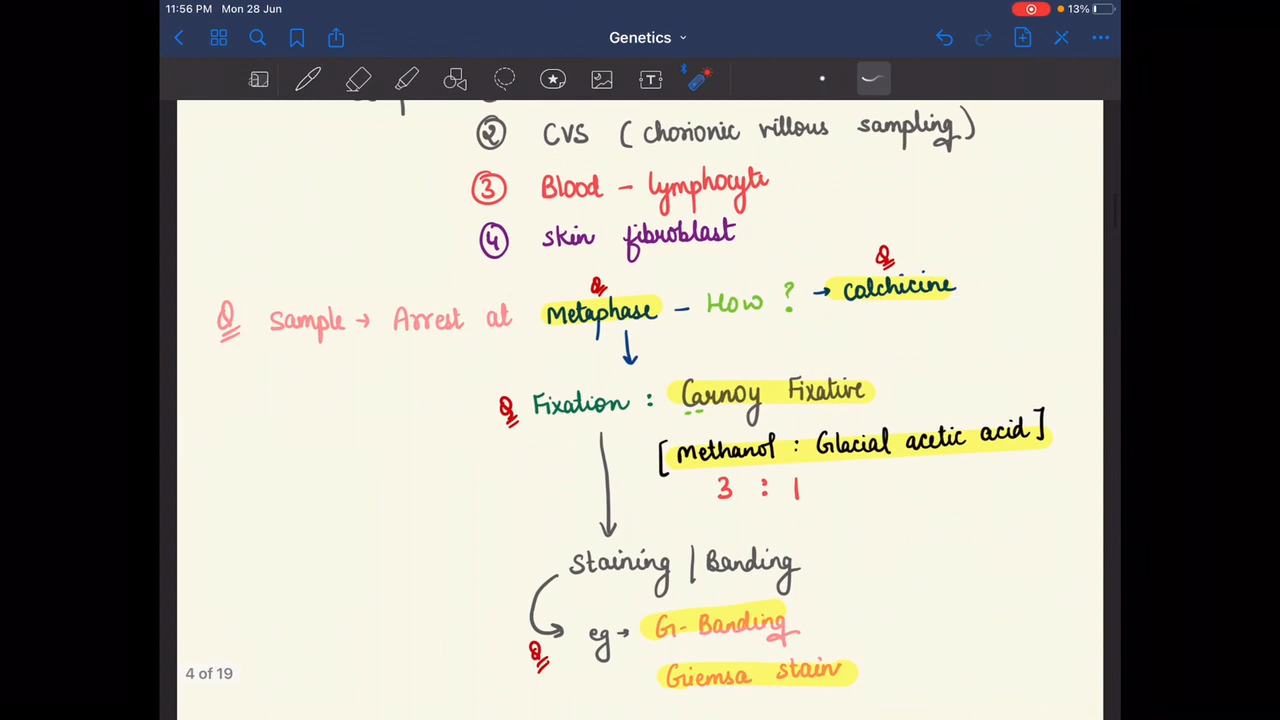 11:56 PM Mon 28 Jun
13%
Genetics
2 CVS (chorionic villous sampling)
3 Blood - lymphocyte
4 skin fibroblast
Q Q
Q Sample → Arrest at Metaphase - How ? → Colchicine
Q Fixation : Carnoy Fixative
[Methanol : Glacial acetic acid]
3 : 1
Staining | Banding
Q eg → G-Banding
Giemsa stain
4 of 19